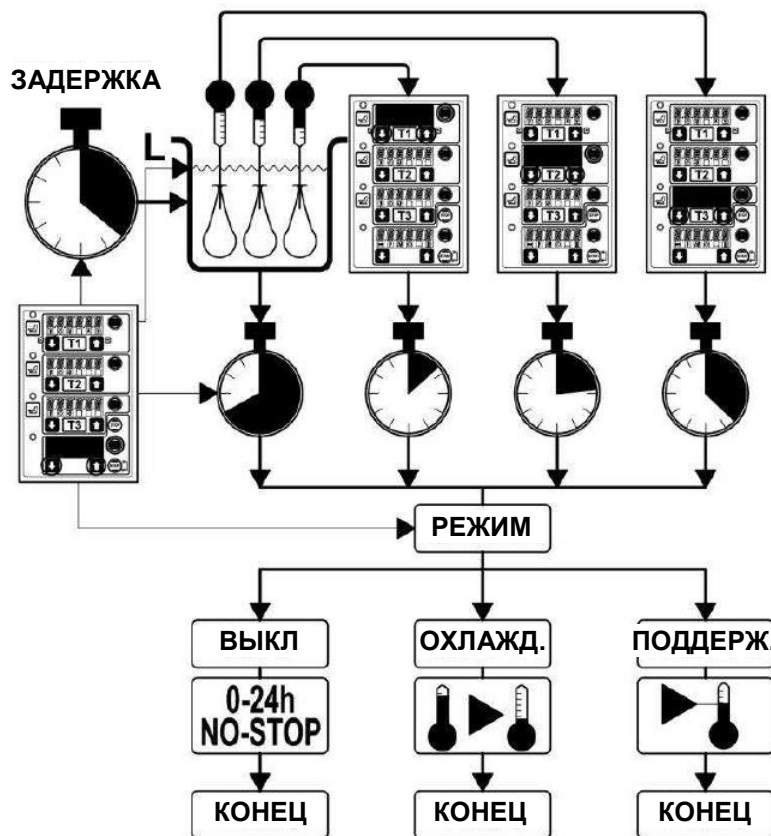 ЗАДЕРЖКА
L
T1
T2
T3
T1
T2
T3
T1
T2
T3
T1
T2
T3
РЕЖИМ
ВЫКЛ
ОХЛАЖД.
ПОДДЕРЖ.
0-24h
NO-STOP
КОНЕЦ
КОНЕЦ
КОНЕЦ